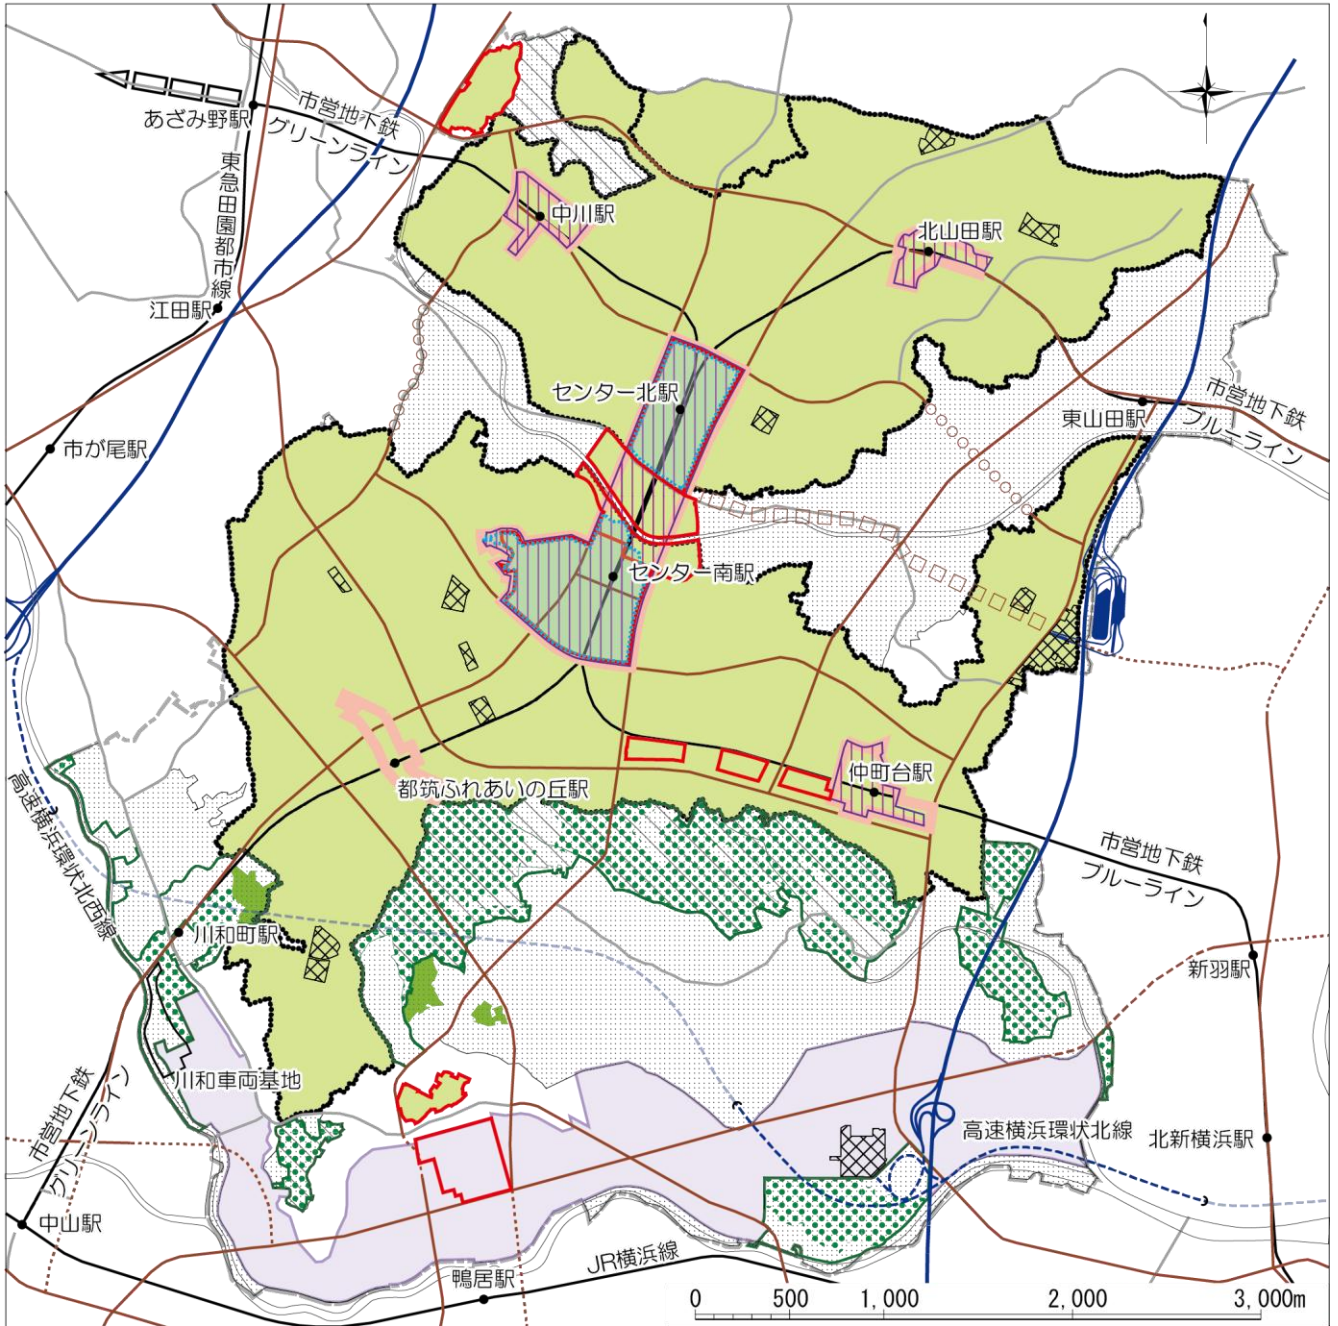 あざみ野駅
市営地下鉄
グリーンライン
東急田園都市線
中川駅
北山田駅
江田駅
センター北駅
市営地下鉄
ブルーライン
東山田駅
市が尾駅
センター南駅
都筑ふれあいの丘駅
仲町台駅
高速横浜環状北西線
市営地下鉄
ブルーライン
川和町駅
新羽駅
川和車両基地
市営地下鉄
グリーンライン
高速横浜環状北線
北新横浜駅
中山駅
JR横浜線
鴨居駅
0 500 1,000 2,000 3,000m